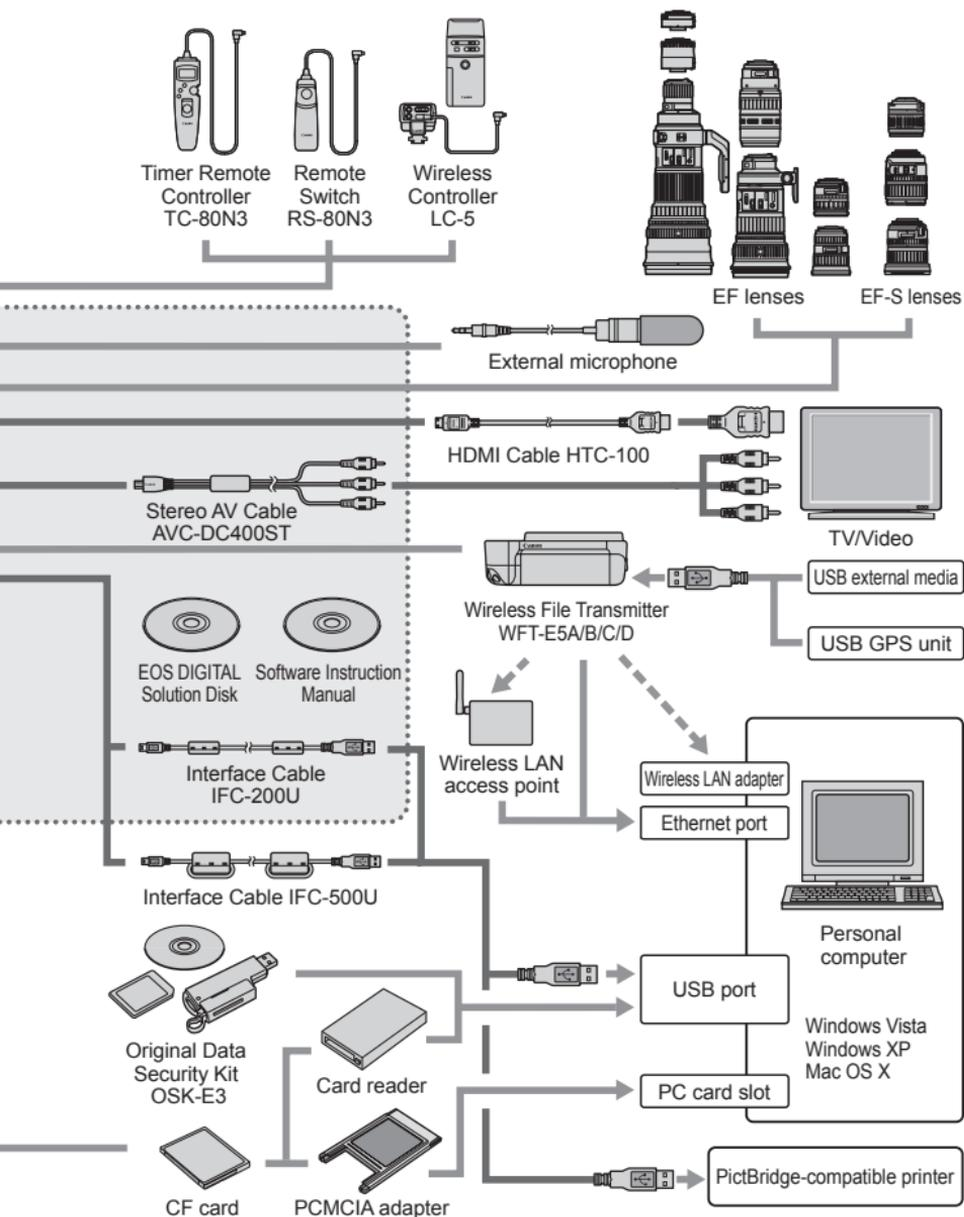 Timer Remote
Controller
TC-80N3
Remote
Switch
RS-80N3
Wireless
Controller
LC-5
EF lenses
EF-S lenses
External microphone
HDMI Cable HTC-100
Stereo AV Cable
AVC-DC400ST
TV/Video
Canon
Wireless File Transmitter
WFT-E5A/B/C/D
USB external media
USB GPS unit
EOS DIGITAL
Solution Disk
Software Instruction
Manual
Interface Cable
IFC-200U
Wireless LAN
access point
Wireless LAN adapter
Ethernet port
Interface Cable IFC-500U
Personal
computer
USB port
Windows Vista
Windows XP
Mac OS X
Original Data
Security Kit
OSK-E3
Card reader
PC card slot
CF card
PCMCIA adapter
PictBridge-compatible printer